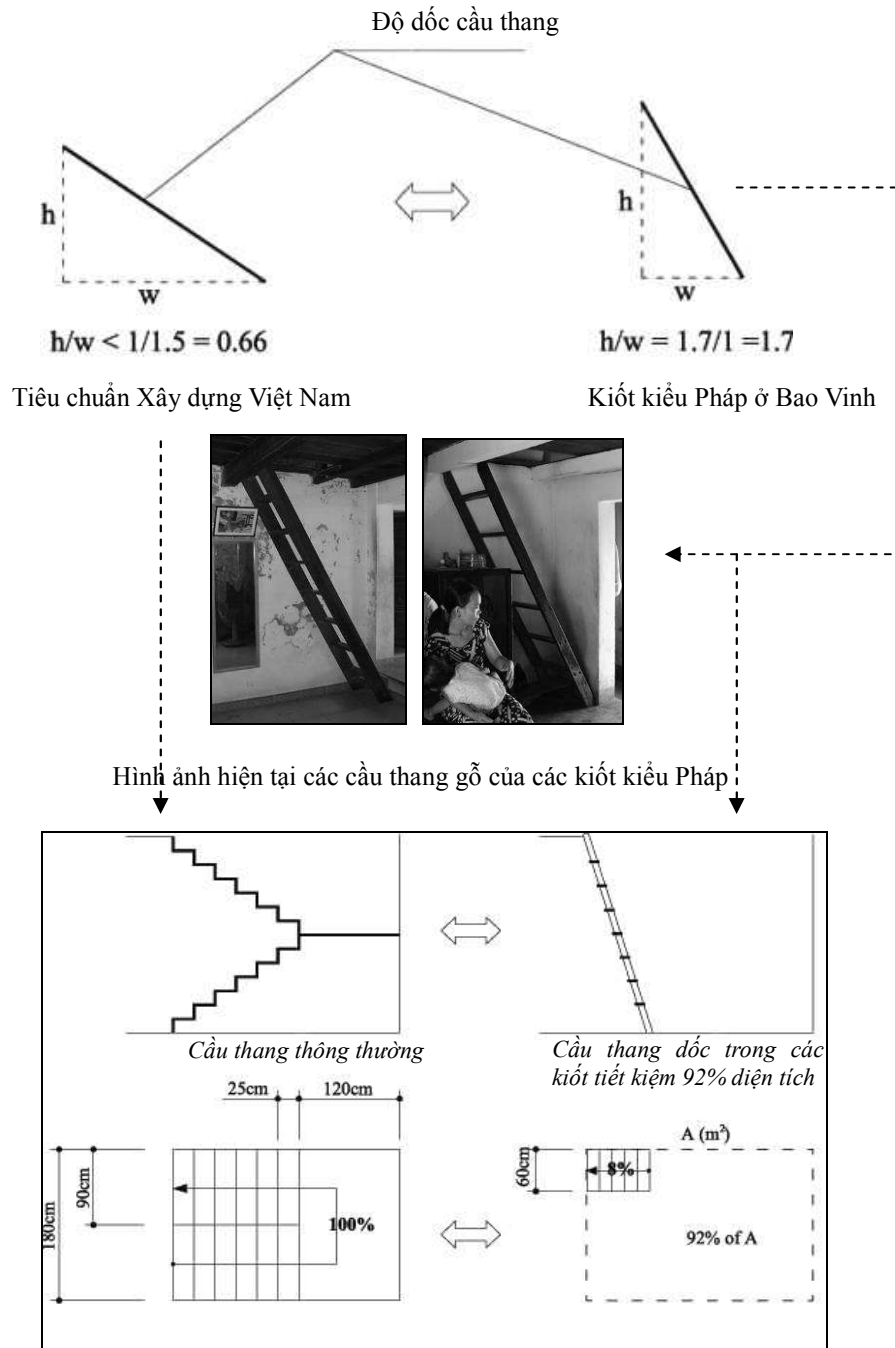 Độ dốc cầu thang
h
w
h/w < 1/1.5 = 0.66
h
w
h/w = 1.7/1 =1.7
Tiêu chuẩn Xây dựng Việt Nam
Kiốt kiểu Pháp ở Bao Vinh
Hình ảnh hiện tại các cầu thang gỗ của các kiốt kiểu Pháp
Cầu thang thông thường
Cầu thang dốc trong các
kiốt tiết kiệm 92% diện tích
25cm
120cm
180cm
90cm
100%
A (m²)
60cm
8%
92% of A